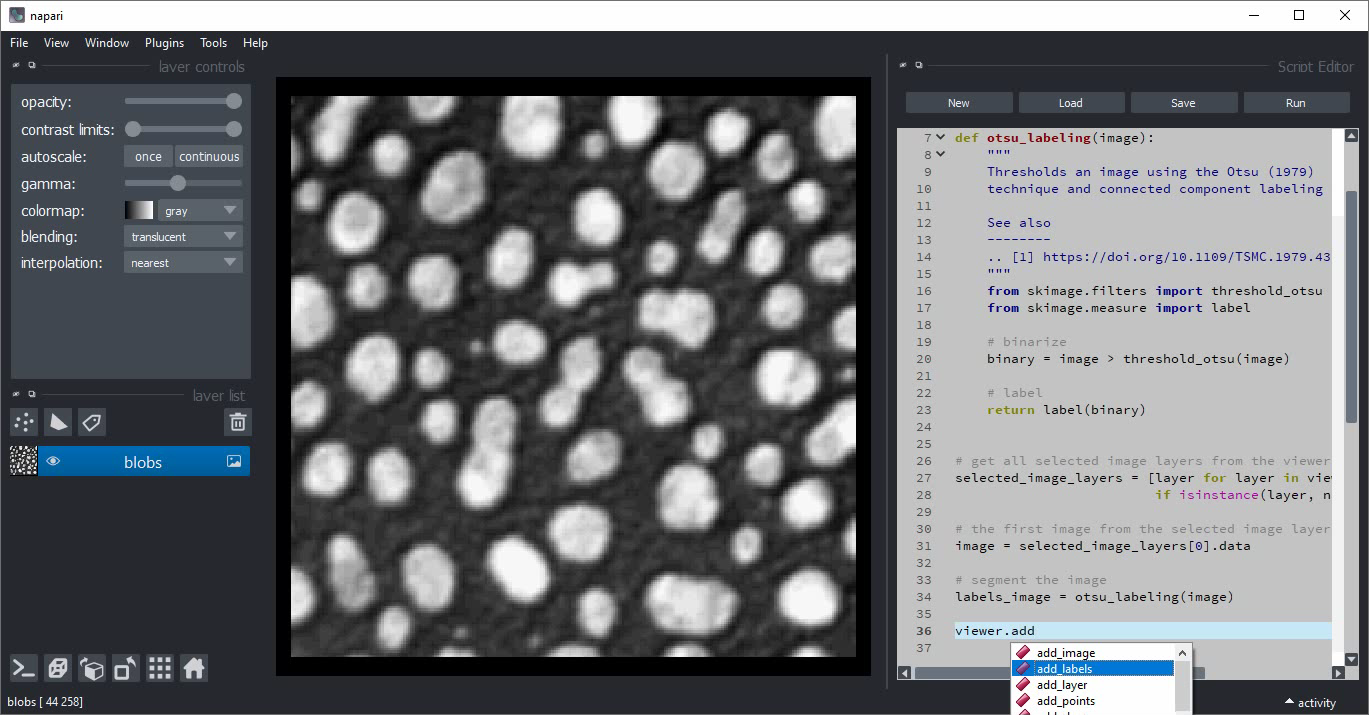 napari
File View Window Plugins Tools Help
layer controls
opacity:
contrast limits:
autoscale: once continuous
gamma:
colormap: gray
blending: translucent
interpolation: nearest
layer list
blobs
blobs [ 44 258]
Script Editor
New Load Save Run
7 def otsu_labeling(image):
8 """
9 Thresholds an image using the Otsu (1979)
10 technique and connected component labeling
11
12 See also
13 --------
14 .. [1] https://doi.org/10.1109/TSMC.1979.43
15 """
16 from skimage.filters import threshold_otsu
17 from skimage.measure import label
18
19 # binarize
20 binary = image > threshold_otsu(image)
21
22 # label
23 return label(binary)
24
25
26 # get all selected image layers from the viewer
27 selected_image_layers = [layer for layer in vie
28 if isinstance(layer, n
29
30 # the first image from the selected image layer
31 image = selected_image_layers[0].data
32
33 # segment the image
34 labels_image = otsu_labeling(image)
35
36 viewer.add
37
add_image
add_labels
add_layer
add_points
activity